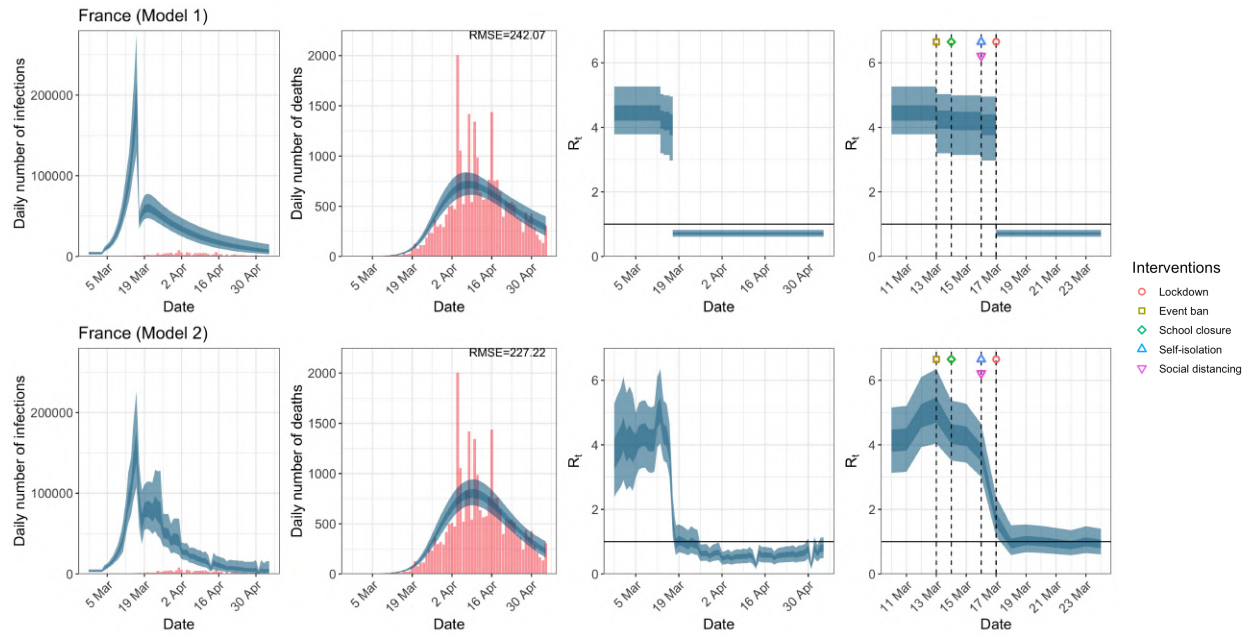 France (Model 1)
Daily number of infections
200000
100000
0
5 Mar
19 Mar
2 Apr
16 Apr
30 Apr
Date
Daily number of deaths
RMSE=242.07
2000
1500
1000
500
0
5 Mar
19 Mar
2 Apr
16 Apr
30 Apr
Date
Rt
6
4
2
0
5 Mar
19 Mar
2 Apr
16 Apr
30 Apr
Date
Rt
6
4
2
0
11 Mar
13 Mar
15 Mar
17 Mar
19 Mar
21 Mar
23 Mar
Date
Interventions
Lockdown
Event ban
School closure
Self-isolation
Social distancing
France (Model 2)
Daily number of infections
200000
100000
0
5 Mar
19 Mar
2 Apr
16 Apr
30 Apr
Date
Daily number of deaths
RMSE=227.22
2000
1500
1000
500
0
5 Mar
19 Mar
2 Apr
16 Apr
30 Apr
Date
Rt
6
4
2
0
5 Mar
19 Mar
2 Apr
16 Apr
30 Apr
Date
Rt
6
4
2
0
11 Mar
13 Mar
15 Mar
17 Mar
19 Mar
21 Mar
23 Mar
Date